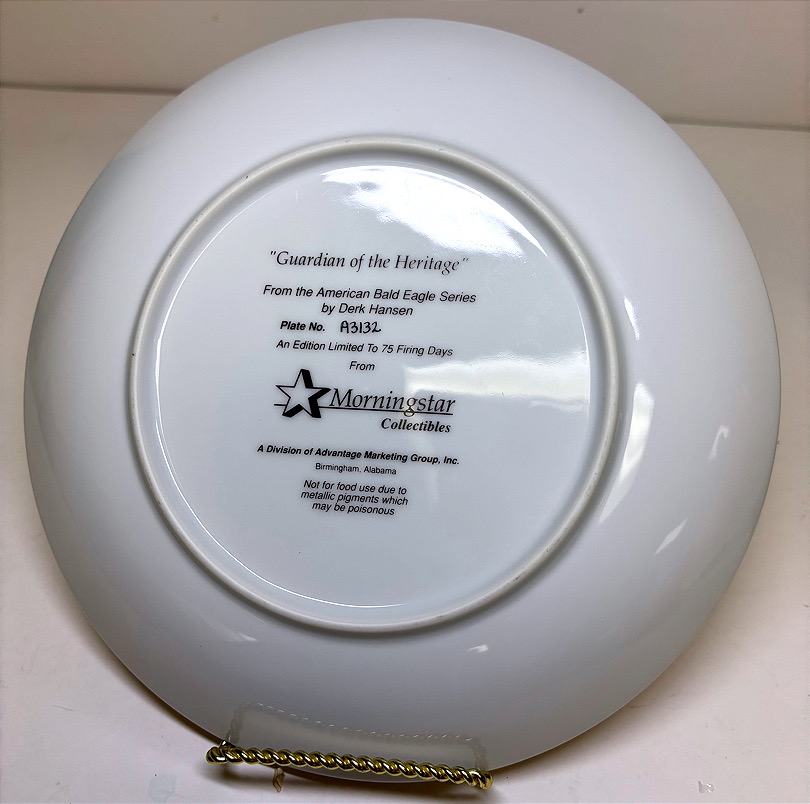 "Guardian of the Heritage"
From the American Bald Eagle Series
by Derk Hansen
Plate No. A3132
An Edition Limited To 75 Firing Days
From
Morningstar
Collectibles
A Division of Advantage Marketing Group, Inc.
Birmingham, Alabama
Not for food use due to
metallic pigments which
may be poisonous